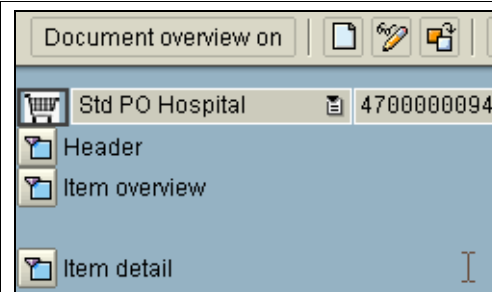 Document overview on
Std PO Hospital 4700000094
Header
Item overview
Item detail